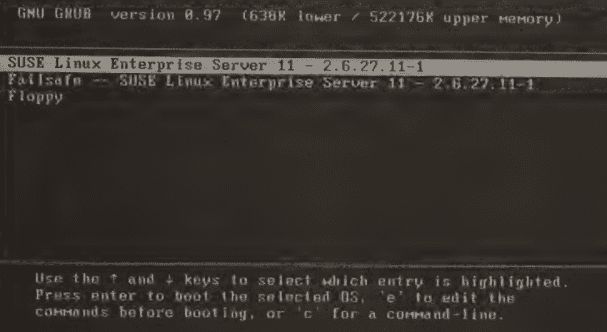 GNU GRUB version 0.97 (638K lower / 522176K upper memory)
SUSE Linux Enterprise Server 11 - 2.6.27.11-1
Failsafe -- SUSE Linux Enterprise Server 11 - 2.6.27.11-1
Floppy
Use the ↑ and ↓ keys to select which entry is highlighted.
Press enter to boot the selected OS, 'e' to edit the
commands before booting, or 'c' for a command-line.